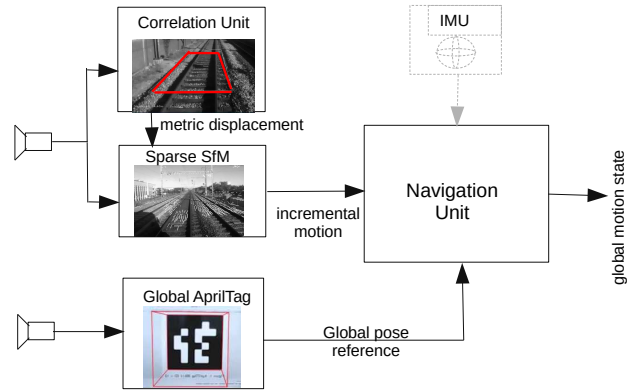 Correlation Unit
IMU
metric displacement
Sparse SfM
Navigation
Unit
incremental
motion
global motion state
Global AprilTag
Global pose
reference